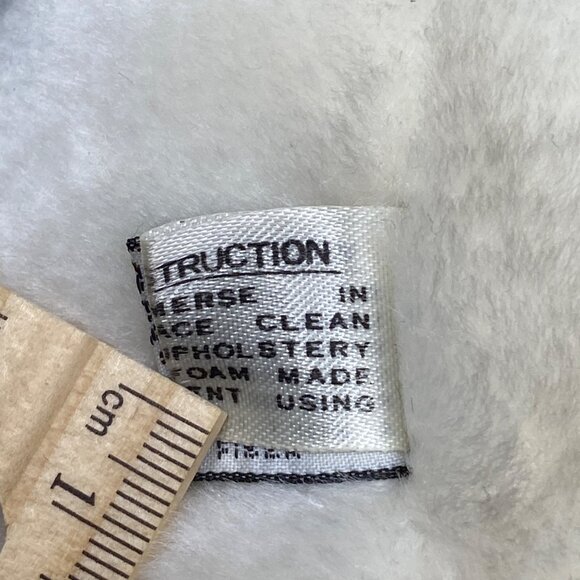 TRUCTION
MERSE IN
ACE CLEAN
UPHOLSTERY
FOAM MADE
ENT USING
cm
1